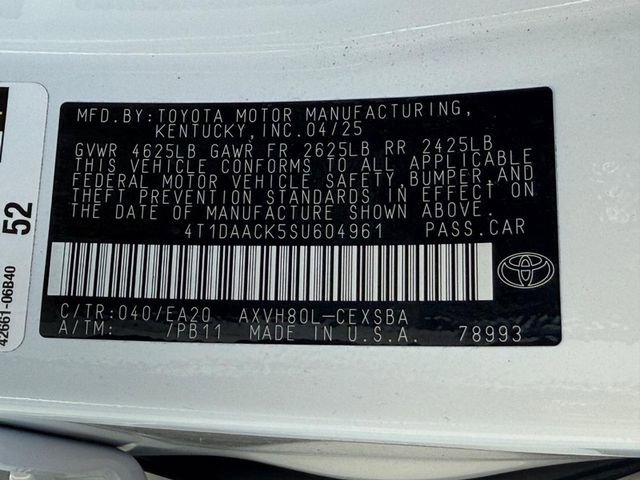 MFD.BY:TOYOTA MOTOR MANUFACTURING,
KENTUCKY,INC.04/25
GVWR 4625LB GAWR FR 2625LB RR 2425LB
THIS VEHICLE CONFORMS TO ALL APPLICABLE
FEDERAL MOTOR VEHICLE SAFETY,BUMPER,AND
THEFT PREVENTION STANDARDS IN EFFECT ON
THE DATE OF MANUFACTURE SHOWN ABOVE.
4T1DAACK5SU604961 PASS.CAR
C/TR:040/EA20 AXVH80L-CEXSBA
A/TM: /PB11 MADE IN U.S.A. 78993
52
42661-06B40